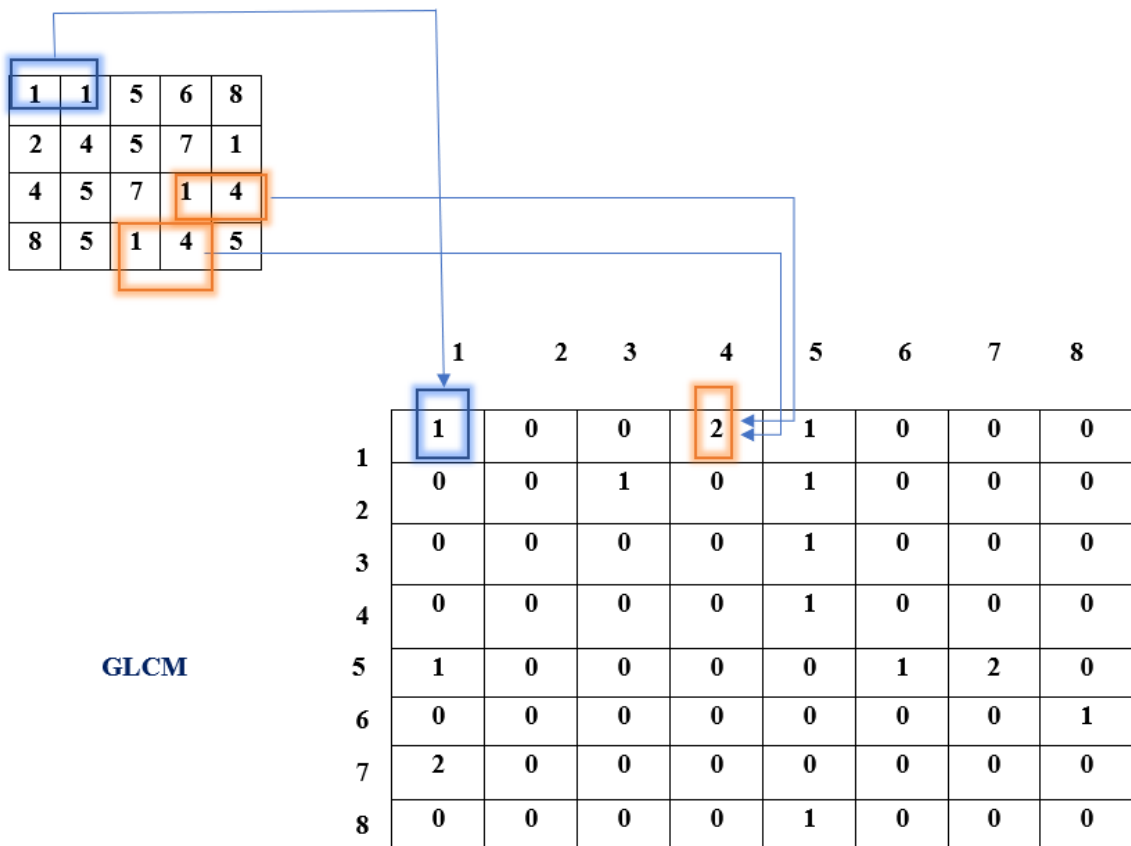 1 1 5 6 8
2 4 5 7 1
4 5 7 1 4
8 5 1 4 5
1 2 3 4 5 6 7 8
1 1 0 0 2 1 0 0 0
2 0 0 1 0 1 0 0 0
3 0 0 0 0 1 0 0 0
4 0 0 0 0 1 0 0 0
GLCM
5 1 0 0 0 0 1 2 0
6 0 0 0 0 0 0 0 1
7 2 0 0 0 0 0 0 0
8 0 0 0 0 1 0 0 0